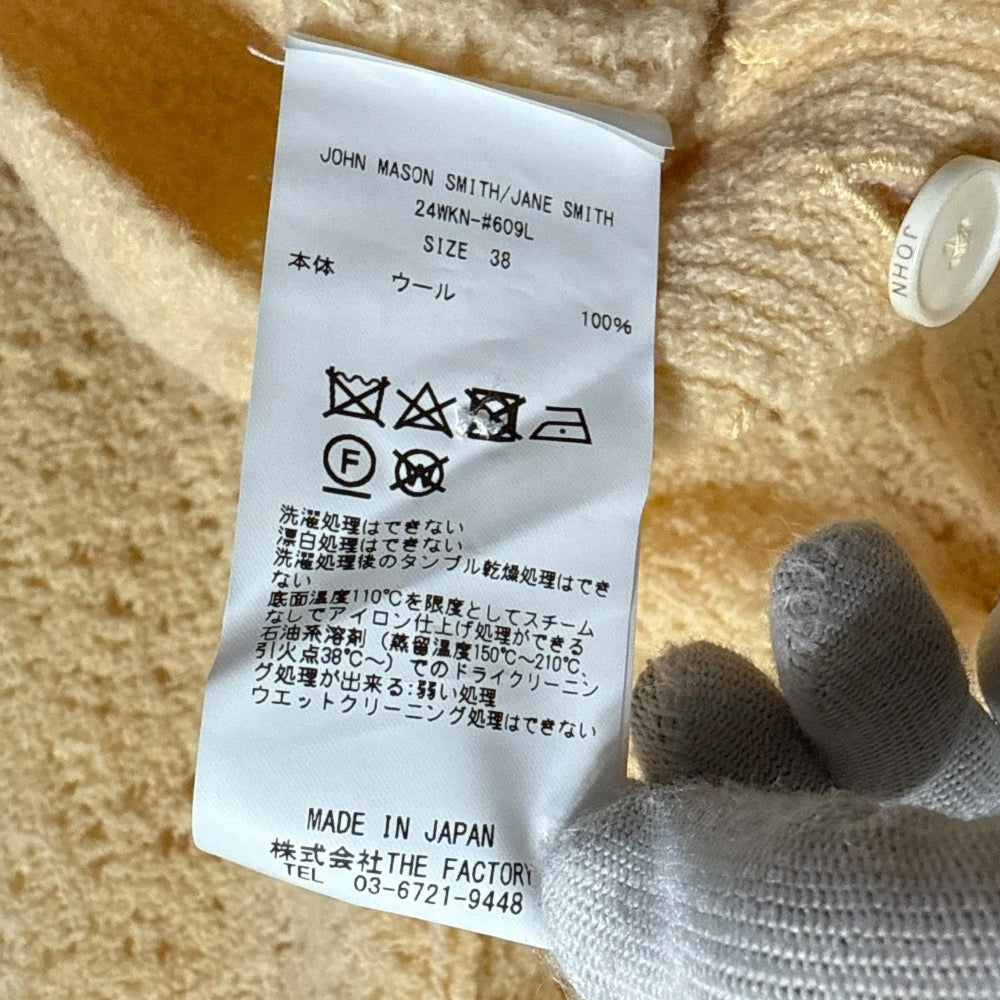 JOHN MASON SMITH/JANE SMITH
24WKN-#609L
SIZE 38
本体 ウール 100%
F
W
洗濯処理はできない
漂白処理はできない
洗濯処理後のタンブル乾燥処理はでき
ない
底面温度110℃を限度としてスチーム
なしでアイロン仕上げ処理ができる
石油系溶剤(蒸留温度150℃~210℃、
引火点38℃~)でのドライクリーニン
グ処理が出来る:弱い処理
ウエットクリーニング処理はできない
MADE IN JAPAN
株式会社THE FACTORY
TEL 03-6721-9448
JOHN